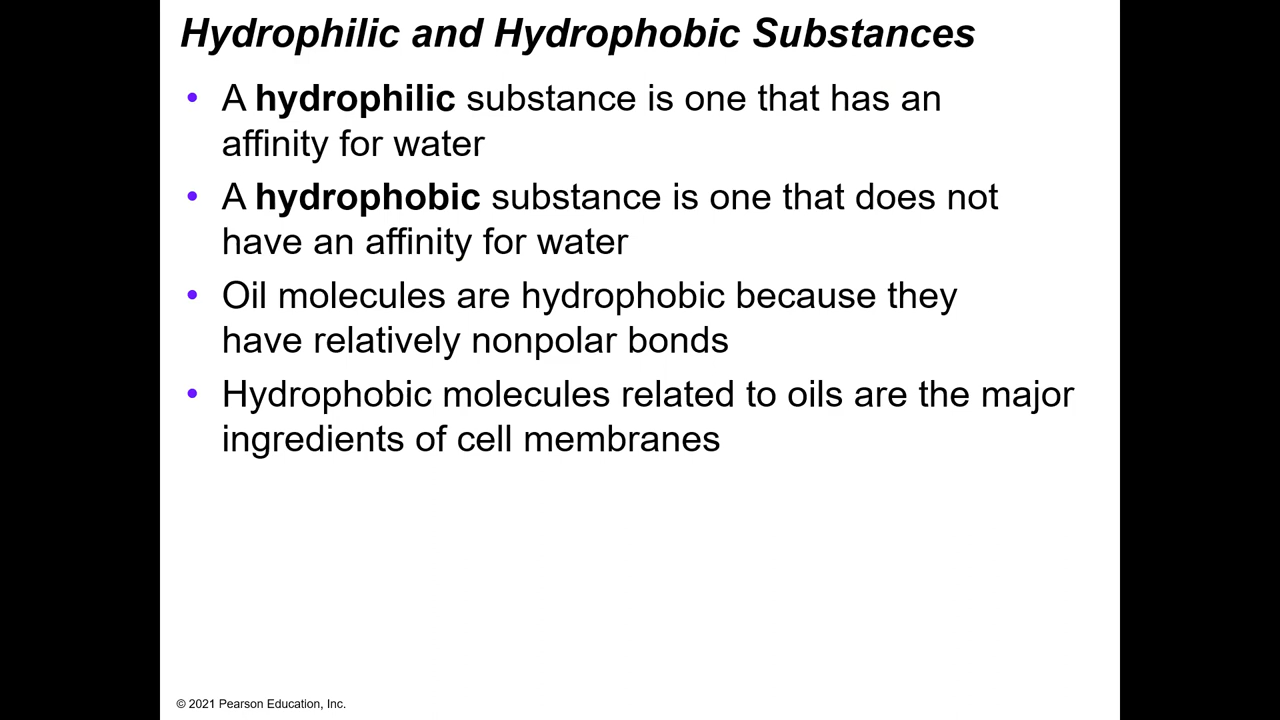 Hydrophilic and Hydrophobic Substances
• A hydrophilic substance is one that has an
affinity for water
• A hydrophobic substance is one that does not
have an affinity for water
• Oil molecules are hydrophobic because they
have relatively nonpolar bonds
• Hydrophobic molecules related to oils are the major
ingredients of cell membranes
© 2021 Pearson Education, Inc.